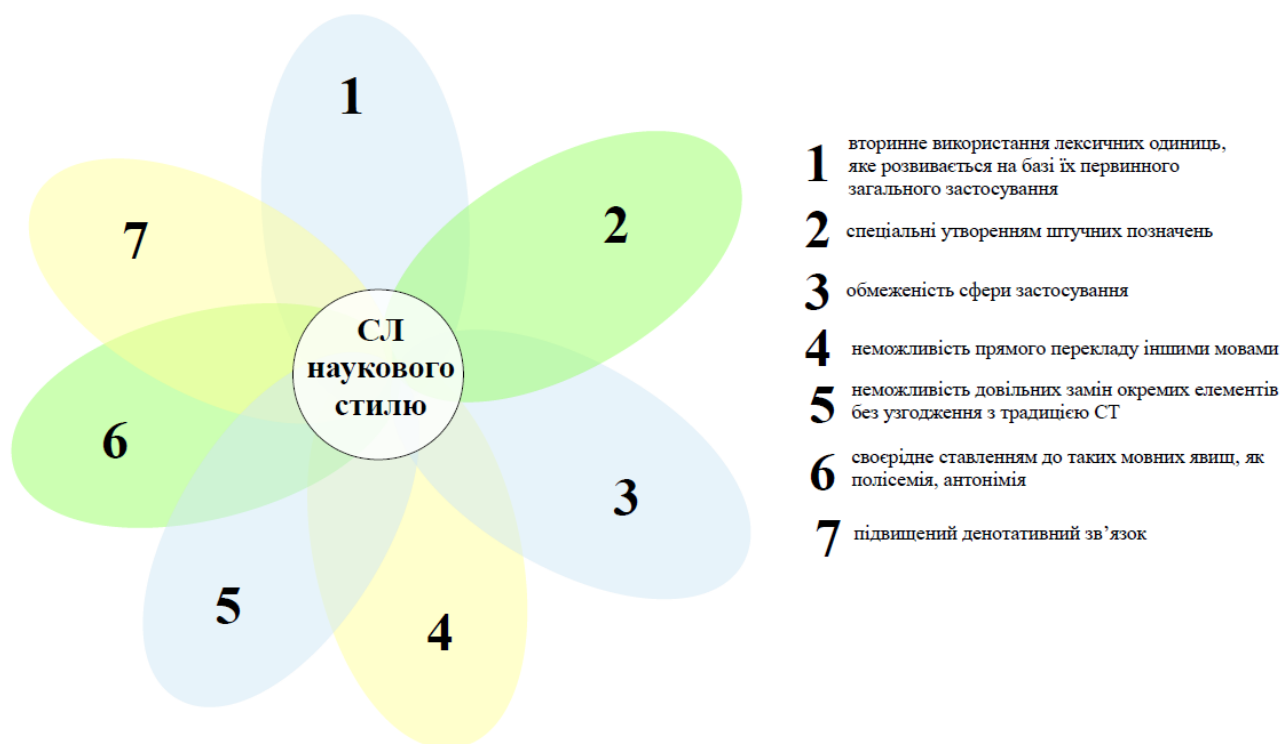 1
2
7
СЛ
наукового
стилю
6
3
5
4
1 вторинне використання лексичних одиниць,
яке розвивається на базі їх первинного
загального застосування
2 спеціальні утворенням штучних позначень
3 обмеженість сфери застосування
4 неможливість прямого перекладу іншими мовами
5 неможливість довільних замін окремих елементів
без узгодження з традицією СТ
6 своєрідне ставленням до таких мовних явищ, як
полісемія, антонімія
7 підвищений денотативний зв’язок